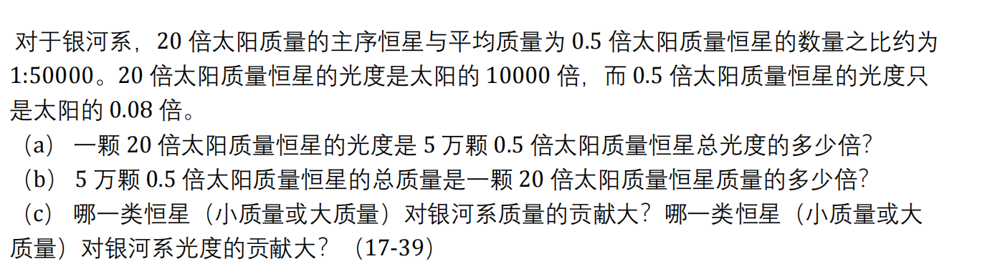 对于银河系，20 倍太阳质量的主序恒星与平均质量为 0.5 倍太阳质量恒星的数量之比约为
1:50000。20 倍太阳质量恒星的光度是太阳的 10000 倍，而 0.5 倍太阳质量恒星的光度只
是太阳的 0.08 倍。
（a） 一颗 20 倍太阳质量恒星的光度是 5 万颗 0.5 倍太阳质量恒星总光度的多少倍？
（b） 5 万颗 0.5 倍太阳质量恒星的总质量是一颗 20 倍太阳质量恒星质量的多少倍？
（c） 哪一类恒星（小质量或大质量）对银河系质量的贡献大？哪一类恒星（小质量或大
质量）对银河系光度的贡献大？（17-39）